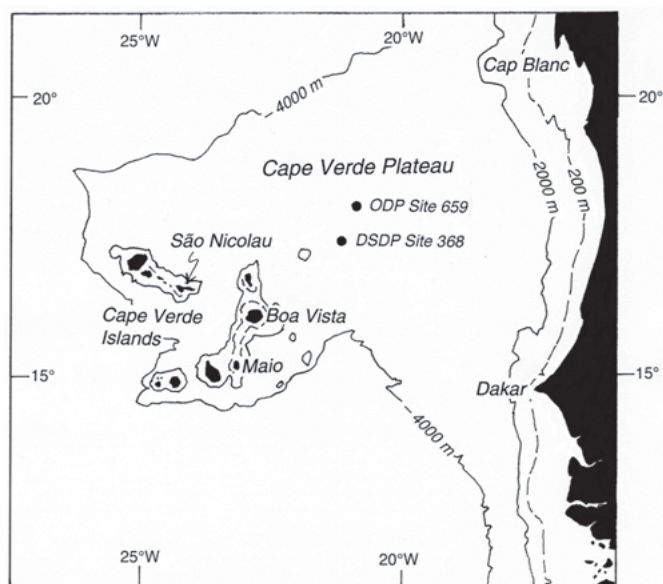 25°W
20°W
Cap Blanc
20°
20°
4000 m
Cape Verde Plateau
2000 m
200 m
ODP Site 659
DSDP Site 368
São Nicolau
Cape Verde
Islands
Boa Vista
Maio
15°
15°
Dakar
4000 m
25°W
20°W